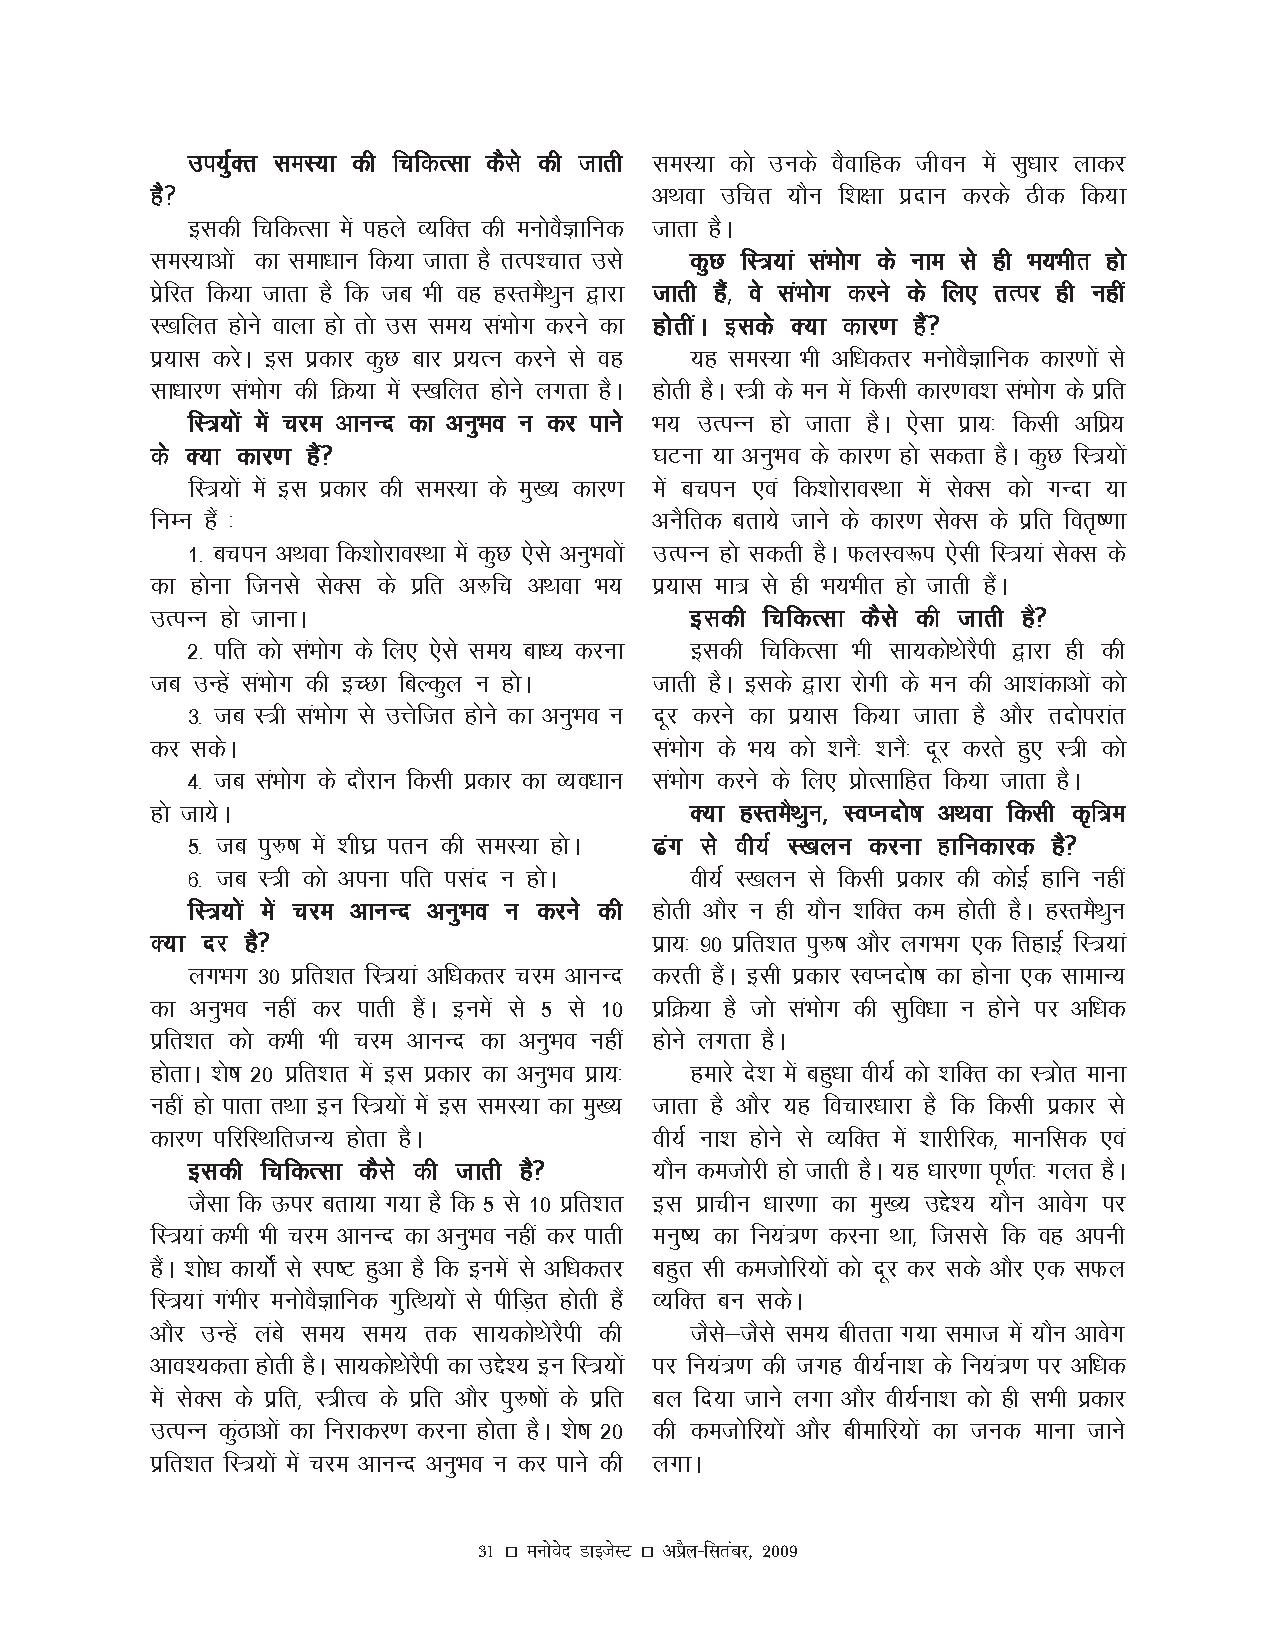 उपर्युक्त समस्या की चिकित्सा कैसे की जाती
है?
इसकी चिकित्सा में पहले व्यक्ति की मनोवैज्ञानिक
समस्याओं का समाधान किया जाता है तत्पश्चात उसे
प्रेरित किया जाता है कि जब भी वह हस्तमैथुन द्वारा
स्खलित होने वाला हो तो उस समय संभोग करने का
प्रयास करे। इस प्रकार कुछ बार प्रयत्न करने से वह
साधारण संभोग की क्रिया में स्खलित होने लगता है।
स्त्रियों में चरम आनन्द का अनुभव न कर पाने
के क्या कारण हैं?
स्त्रियों में इस प्रकार की समस्या के मुख्य कारण
निम्न हैं :
1. बचपन अथवा किशोरावस्था में कुछ ऐसे अनुभवों
का होना जिनसे सेक्स के प्रति अरुचि अथवा भय
उत्पन्न हो जाना।
2. पति को संभोग के लिए ऐसे समय बाध्य करना
जब उन्हें संभोग की इच्छा बिल्कुल न हो।
3. जब स्त्री संभोग से उत्तेजित होने का अनुभव न
कर सके।
4. जब संभोग के दौरान किसी प्रकार का व्यवधान
हो जाये।
5. जब पुरुष में शीघ्र पतन की समस्या हो।
6. जब स्त्री को अपना पति पसंद न हो।
स्त्रियों में चरम आनन्द अनुभव न करने की
क्या दर है?
लगभग 30 प्रतिशत स्त्रियां अधिकतर चरम आनन्द
का अनुभव नहीं कर पाती हैं। इनमें से 5 से 10
प्रतिशत को कभी भी चरम आनन्द का अनुभव नहीं
होता। शेष 20 प्रतिशत में इस प्रकार का अनुभव प्रायः
नहीं हो पाता तथा इन स्त्रियों में इस समस्या का मुख्य
कारण परिस्थितिजन्य होता है।
इसकी चिकित्सा कैसे की जाती है?
जैसा कि ऊपर बताया गया है कि 5 से 10 प्रतिशत
स्त्रियां कभी भी चरम आनन्द का अनुभव नहीं कर पाती
हैं। शोध कार्यों से स्पष्ट हुआ है कि इनमें से अधिकतर
स्त्रियां गंभीर मनोवैज्ञानिक गुत्थियों से पीड़ित होती हैं
और उन्हें लंबे समय समय तक सायकोथेरैपी की
आवश्यकता होती है। सायकोथेरैपी का उद्देश्य इन स्त्रियों
में सेक्स के प्रति, स्त्रीत्व के प्रति और पुरुषों के प्रति
उत्पन्न कुंठाओं का निराकरण करना होता है। शेष 20
प्रतिशत स्त्रियों में चरम आनन्द अनुभव न कर पाने की
समस्या को उनके वैवाहिक जीवन में सुधार लाकर
अथवा उचित यौन शिक्षा प्रदान करके ठीक किया
जाता है।
कुछ स्त्रियां संभोग के नाम से ही भयभीत हो
जाती हैं, वे संभोग करने के लिए तत्पर ही नहीं
होतीं। इसके क्या कारण हैं?
यह समस्या भी अधिकतर मनोवैज्ञानिक कारणों से
होती है। स्त्री के मन में किसी कारणवश संभोग के प्रति
भय उत्पन्न हो जाता है। ऐसा प्रायः किसी अप्रिय
घटना या अनुभव के कारण हो सकता है। कुछ स्त्रियों
में बचपन एवं किशोरावस्था में सेक्स को गन्दा या
अनैतिक बताये जाने के कारण सेक्स के प्रति वितृष्णा
उत्पन्न हो सकती है। फलस्वरूप ऐसी स्त्रियां सेक्स के
प्रयास मात्र से ही भयभीत हो जाती हैं।
इसकी चिकित्सा कैसे की जाती है?
इसकी चिकित्सा भी सायकोथेरैपी द्वारा ही की
जाती है। इसके द्वारा रोगी के मन की आशंकाओं को
दूर करने का प्रयास किया जाता है और तदोपरांत
संभोग के भय को शनैः शनैः दूर करते हुए स्त्री को
संभोग करने के लिए प्रोत्साहित किया जाता है।
क्या हस्तमैथुन, स्वप्नदोष अथवा किसी कृत्रिम
ढंग से वीर्य स्खलन करना हानिकारक है?
वीर्य स्खलन से किसी प्रकार की कोई हानि नहीं
होती और न ही यौन शक्ति कम होती है। हस्तमैथुन
प्रायः 90 प्रतिशत पुरुष और लगभग एक तिहाई स्त्रियां
करती हैं। इसी प्रकार स्वप्नदोष का होना एक सामान्य
प्रक्रिया है जो संभोग की सुविधा न होने पर अधिक
होने लगता है।
हमारे देश में बहुधा वीर्य को शक्ति का स्त्रोत माना
जाता है और यह विचारधारा है कि किसी प्रकार से
वीर्य नाश होने से व्यक्ति में शारीरिक, मानसिक एवं
यौन कमजोरी हो जाती है। यह धारणा पूर्णतः गलत है।
इस प्राचीन धारणा का मुख्य उद्देश्य यौन आवेग पर
मनुष्य का नियंत्रण करना था, जिससे कि वह अपनी
बहुत सी कमजोरियों को दूर कर सके और एक सफल
व्यक्ति बन सके।
जैसे–जैसे समय बीतता गया समाज में यौन आवेग
पर नियंत्रण की जगह वीर्यनाश के नियंत्रण पर अधिक
बल दिया जाने लगा और वीर्यनाश को ही सभी प्रकार
की कमजोरियों और बीमारियों का जनक माना जाने
लगा।
31 □ मनोवेद डाइजेस्ट □ अप्रैल-सितंबर, 2009